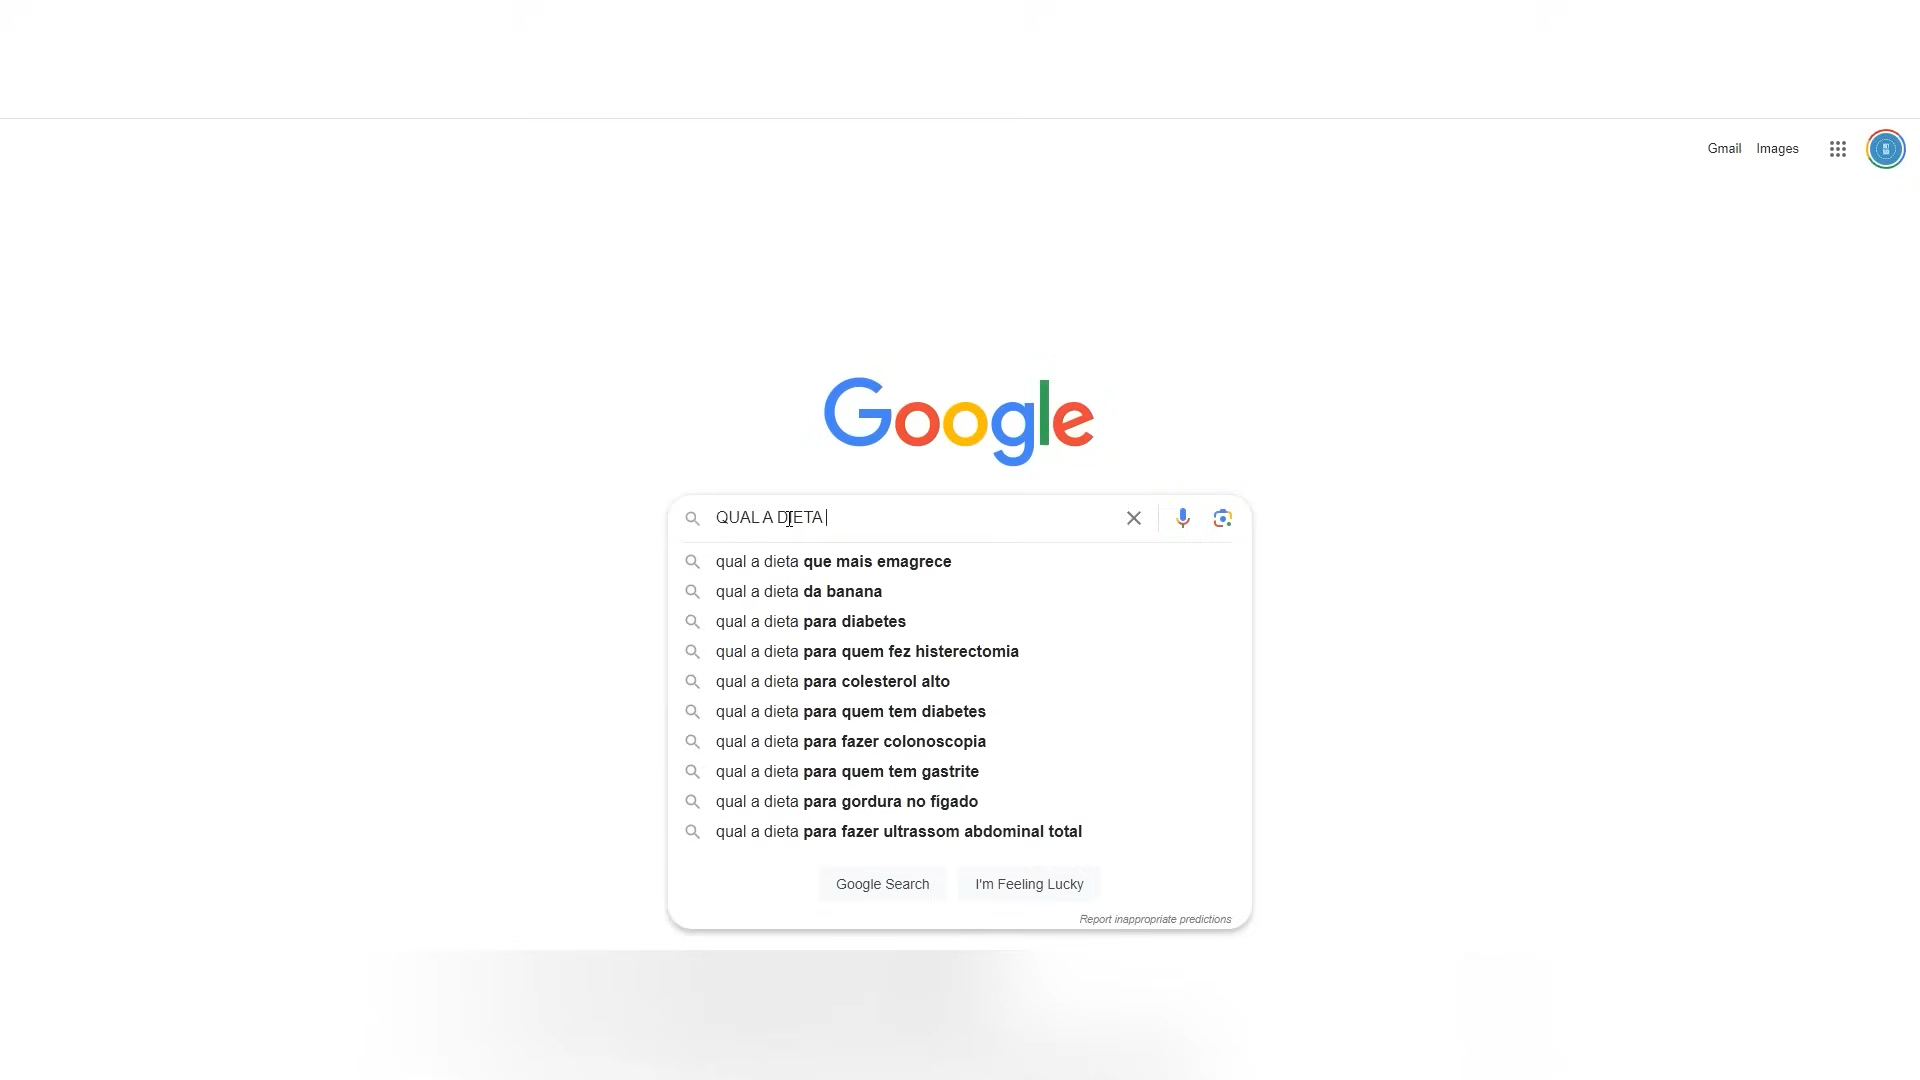 Gmail Images
Google
QUAL A DIETA
qual a dieta que mais emagrece
qual a dieta da banana
qual a dieta para diabetes
qual a dieta para quem fez histerectomia
qual a dieta para colesterol alto
qual a dieta para quem tem diabetes
qual a dieta para fazer colonoscopia
qual a dieta para quem tem gastrite
qual a dieta para gordura no fígado
qual a dieta para fazer ultrassom abdominal total
Google Search I'm Feeling Lucky
Report inappropriate predictions